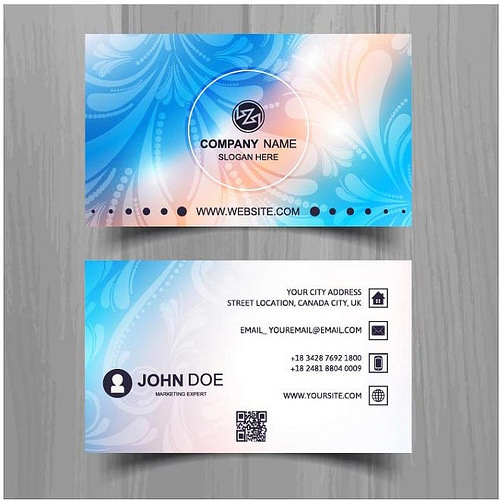 COMPANY NAME
SLOGAN HERE
WWW.WEBSITE.COM
YOUR CITY ADDRESS
STREET LOCATION, CANADA CITY, UK
EMAIL_YOUREMAIL@EMAIL.COM
+18 3428 7692 1800
+18 2481 8804 0009
JOHN DOE
MARKETING EXPERT
WWW.YOURSITE.COM